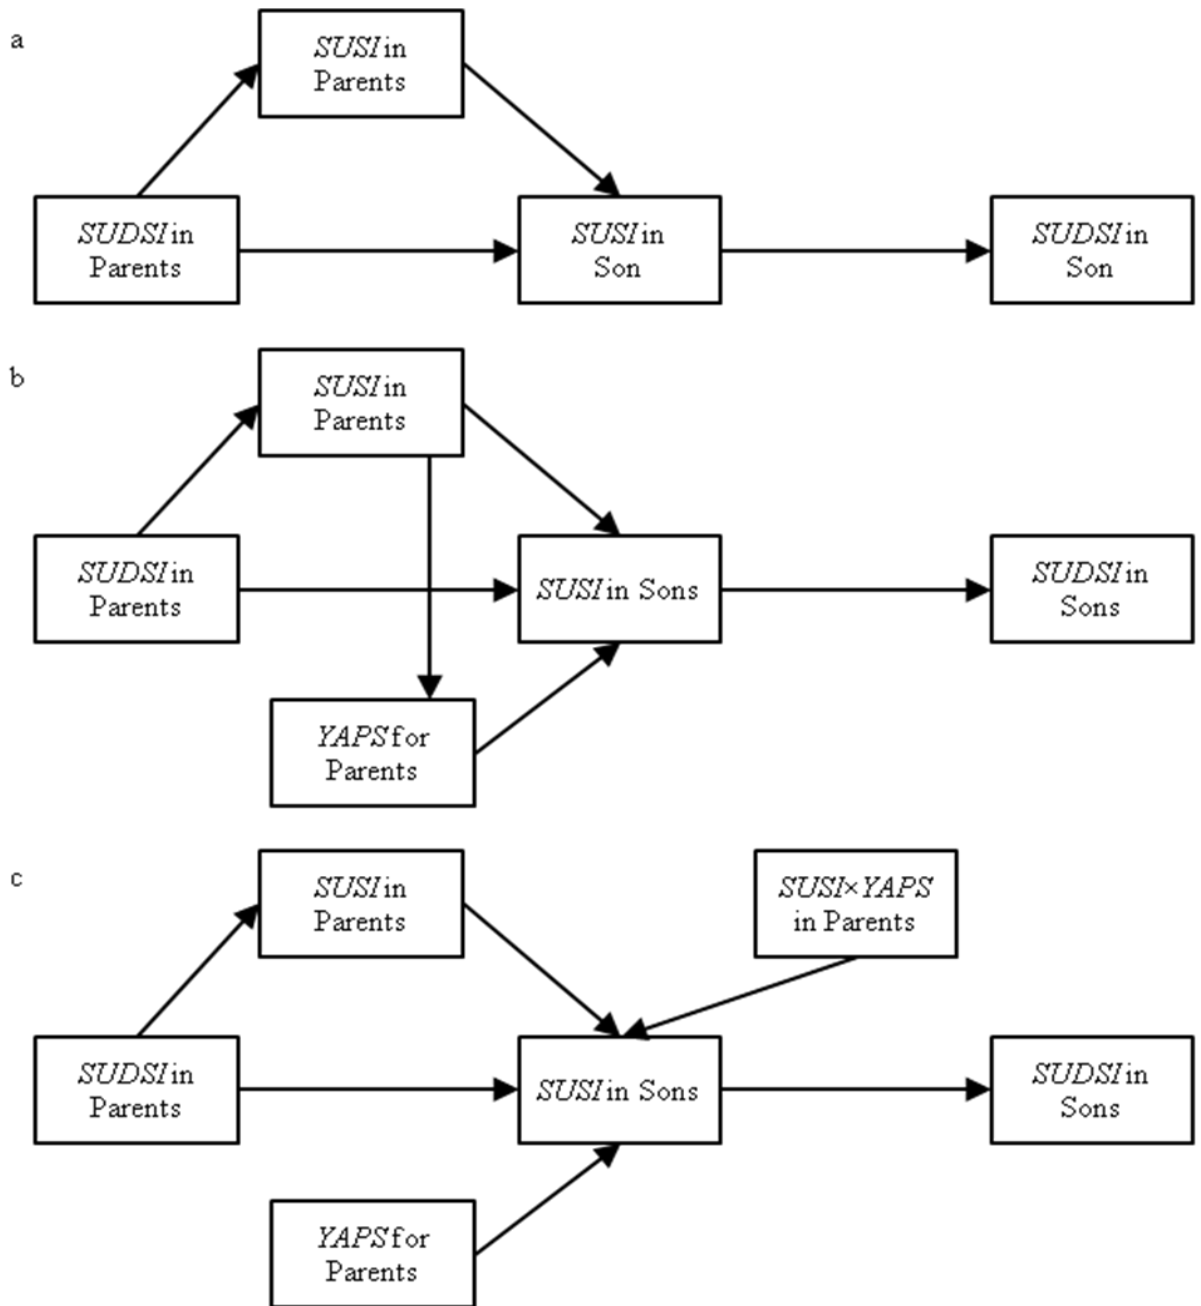 a
SUSI in
Parents
SUDSI in
Parents
SUSI in
Son
SUDSI in
Son
b
SUSI in
Parents
SUDSI in
Parents
SUSI in Sons
SUDSI in
Sons
YAPS for
Parents
c
SUSI in
Parents
SUSI×YAPS
in Parents
SUDSI in
Parents
SUSI in Sons
SUDSI in
Sons
YAPS for
Parents